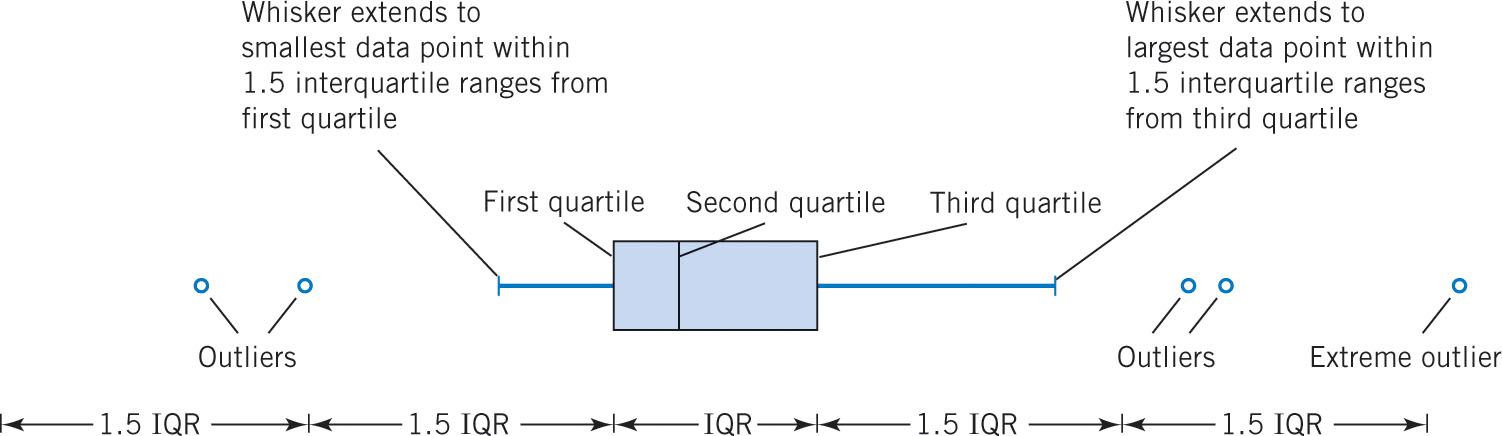 Whisker extends to
smallest data point within
1.5 interquartile ranges from
first quartile
Whisker extends to
largest data point within
1.5 interquartile ranges
from third quartile
First quartile
Second quartile
Third quartile
Outliers
Outliers
Extreme outlier
1.5 IQR
1.5 IQR
IQR
1.5 IQR
1.5 IQR